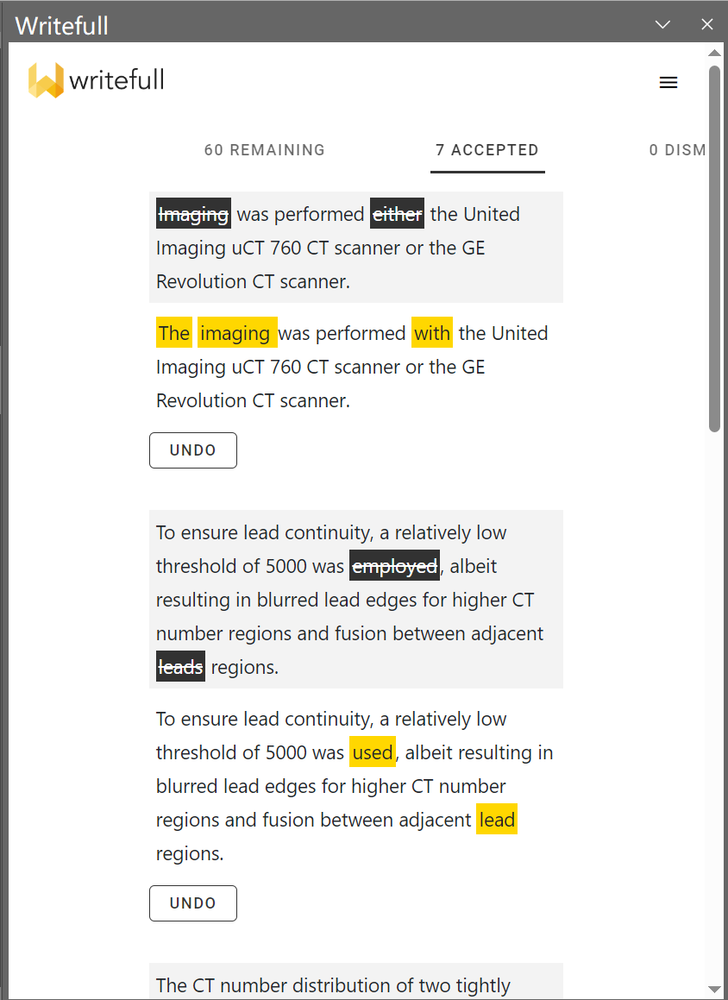 Writefull
writefull
60 REMAINING
7 ACCEPTED
0 DISM
Imaging was performed either the United
Imaging uCT 760 CT scanner or the GE
Revolution CT scanner.
The imaging was performed with the United
Imaging uCT 760 CT scanner or the GE
Revolution CT scanner.
UNDO
To ensure lead continuity, a relatively low
threshold of 5000 was employed, albeit
resulting in blurred lead edges for higher CT
number regions and fusion between adjacent
leads regions.
To ensure lead continuity, a relatively low
threshold of 5000 was used, albeit resulting in
blurred lead edges for higher CT number
regions and fusion between adjacent lead
regions.
UNDO
The CT number distribution of two tightly